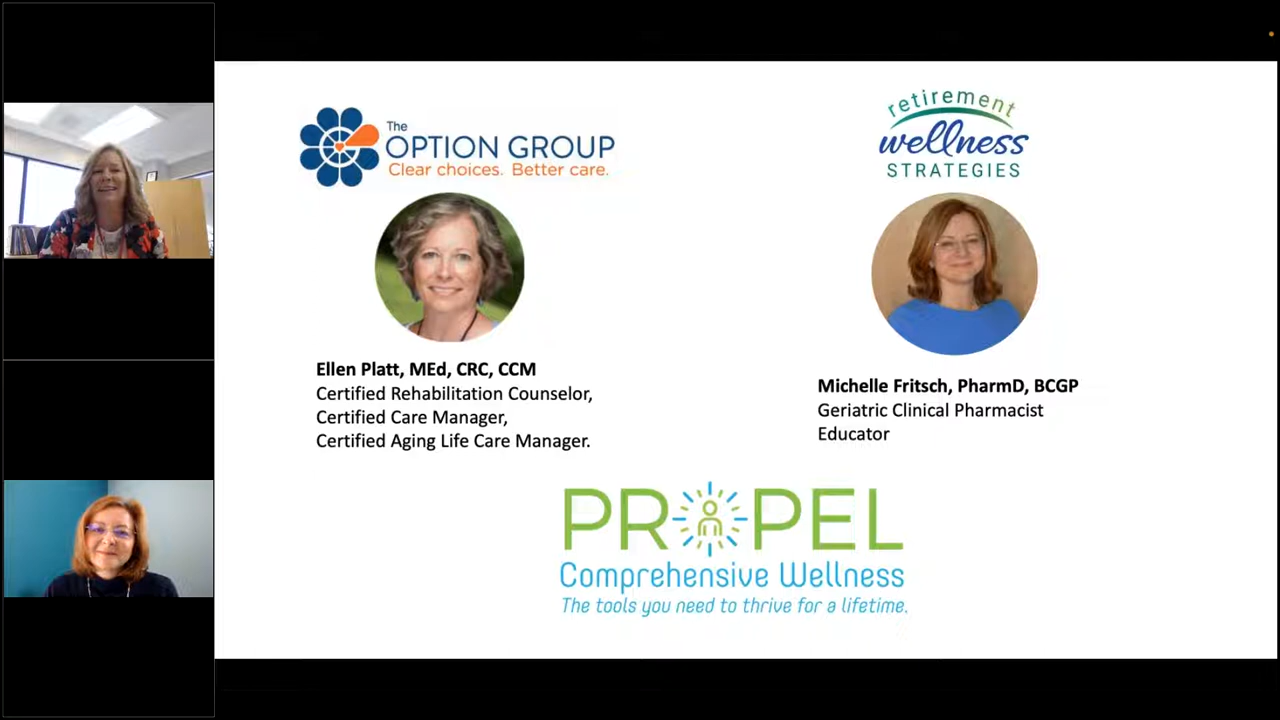 The
OPTION GROUP
Clear choices. Better care.
Ellen Platt, MEd, CRC, CCM
Certified Rehabilitation Counselor,
Certified Care Manager,
Certified Aging Life Care Manager.
retirement
wellness
STRATEGIES
Michelle Fritsch, PharmD, BCGP
Geriatric Clinical Pharmacist
Educator
PROPEL
Comprehensive Wellness
The tools you need to thrive for a lifetime.